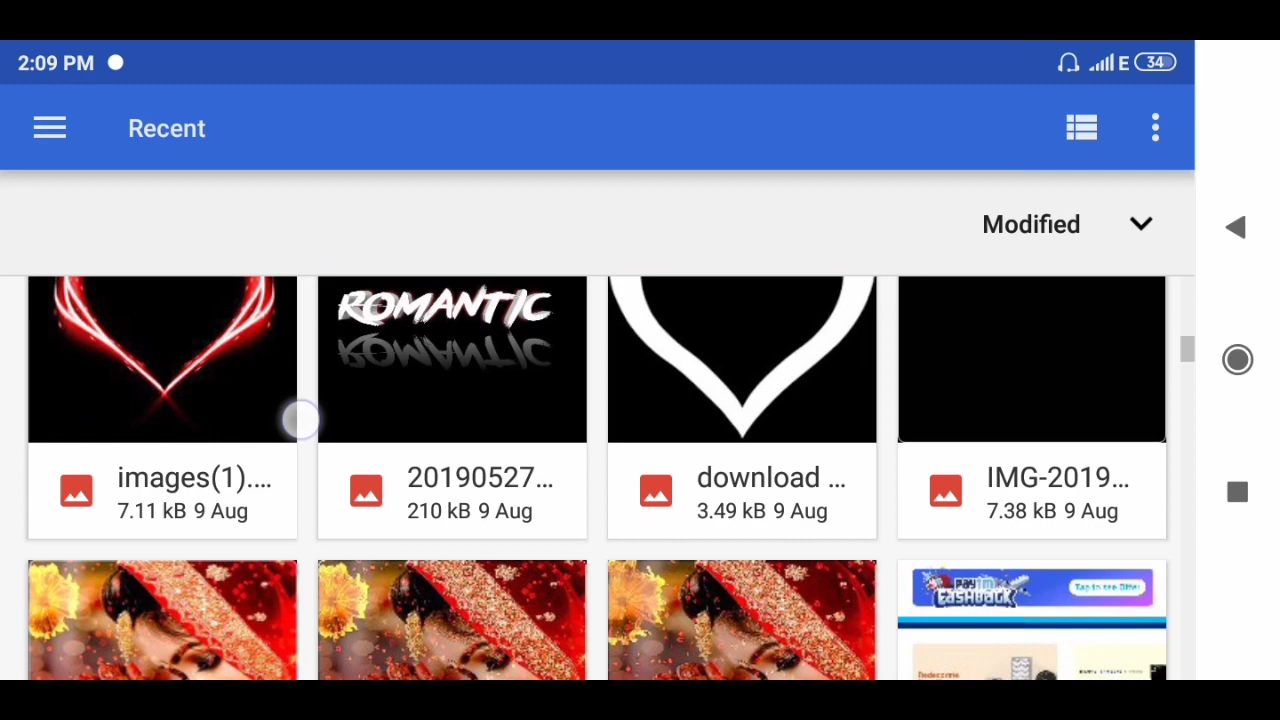 2:09 PM E 34
Recent
Modified
ROMANTIC
images(1)....
20190527...
download ...
IMG-2019...
7.11 kB 9 Aug
210 kB 9 Aug
3.49 kB 9 Aug
7.38 kB 9 Aug
Paytm
Cashback
Tap to see Offer